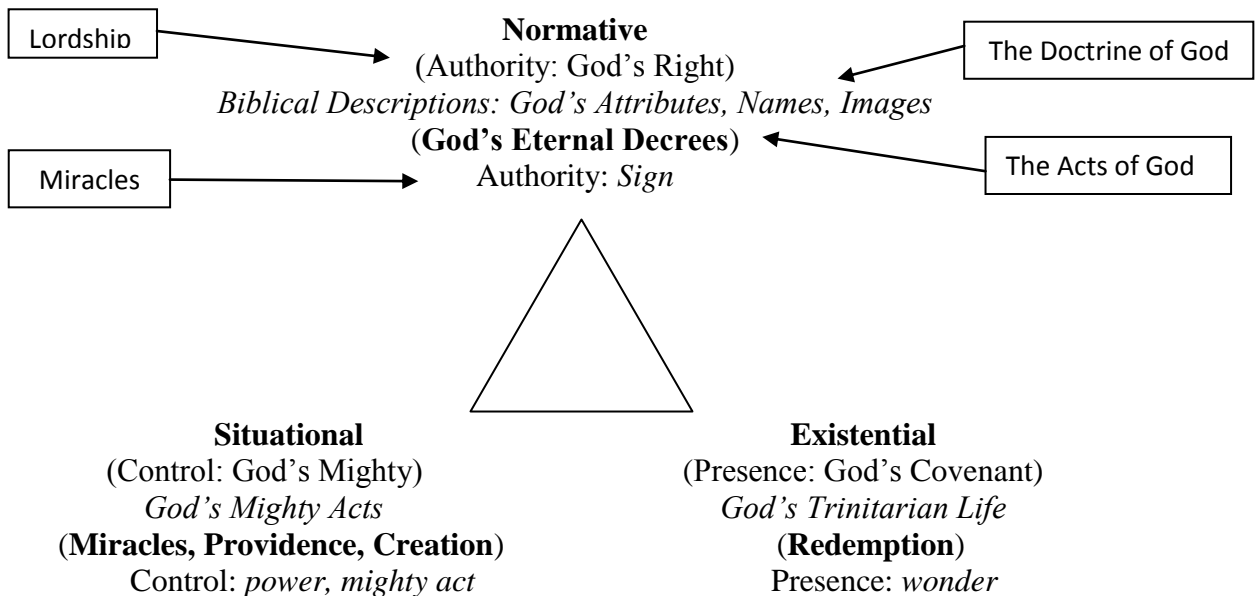 Lordship
Normative
(Authority: God's Right)
The Doctrine of God
Biblical Descriptions: God's Attributes, Names, Images
(God's Eternal Decrees)
Miracles
Authority: Sign
The Acts of God
Situational
(Control: God's Mighty)
God's Mighty Acts
(Miracles, Providence, Creation)
Control: power, mighty act
Existential
(Presence: God's Covenant)
God's Trinitarian Life
(Redemption)
Presence: wonder